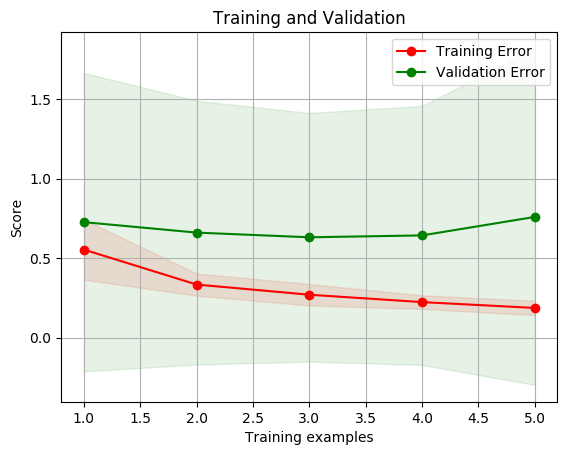 Training and Validation
Training Error
Validation Error
Score
1.5
1.0
0.5
0.0
1.0 1.5 2.0 2.5 3.0 3.5 4.0 4.5 5.0
Training examples